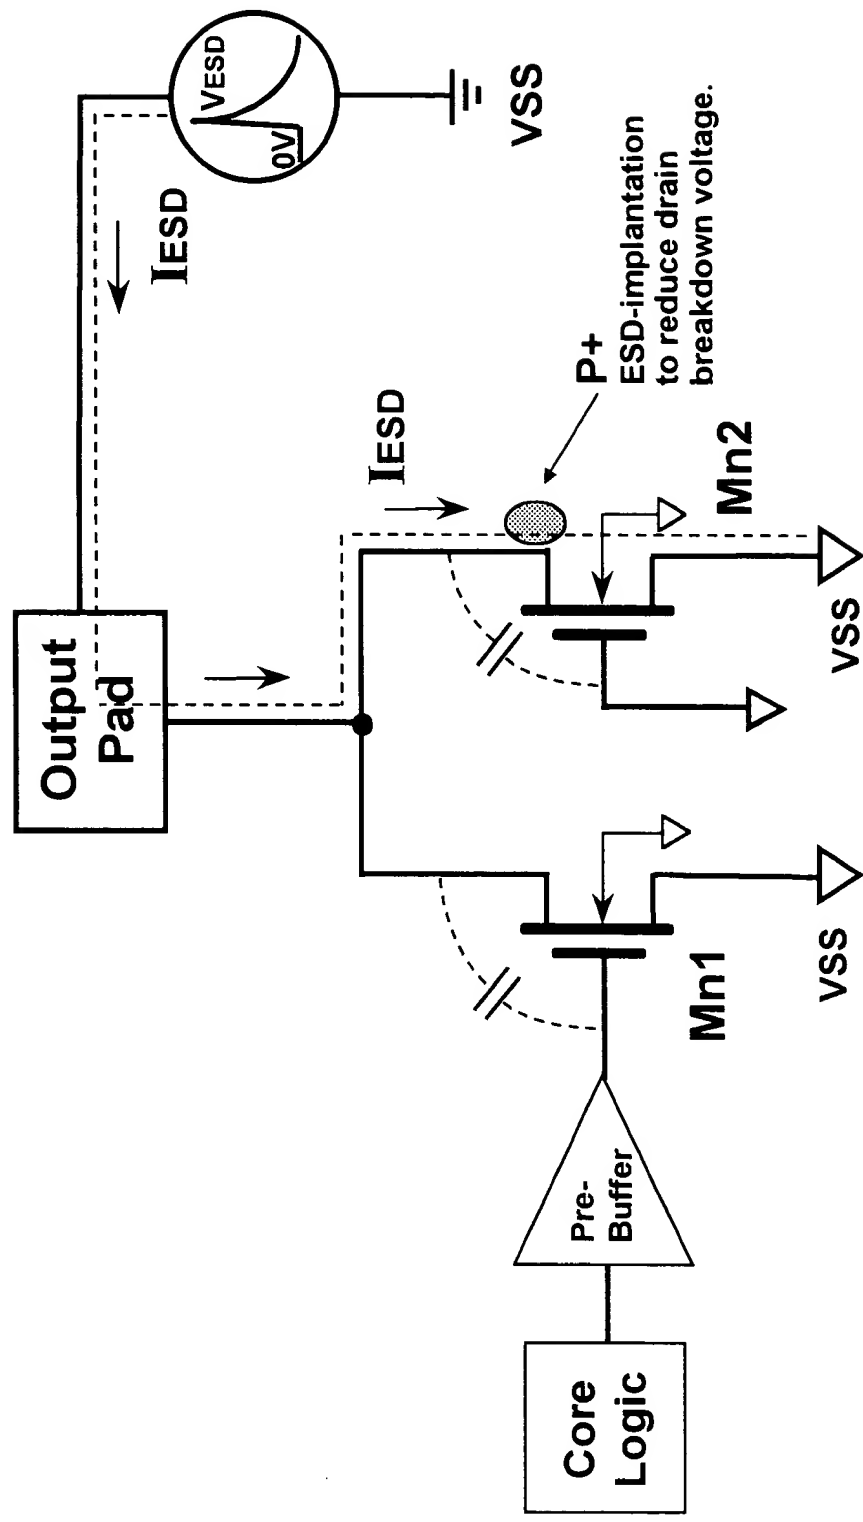 Output
Pad
IESD
VESD
0V
VSS
IESD
P+
ESD-implantation
to reduce drain
breakdown voltage.
Core
Logic
Pre-
Buffer
Mn1
Mn2
VSS
VSS